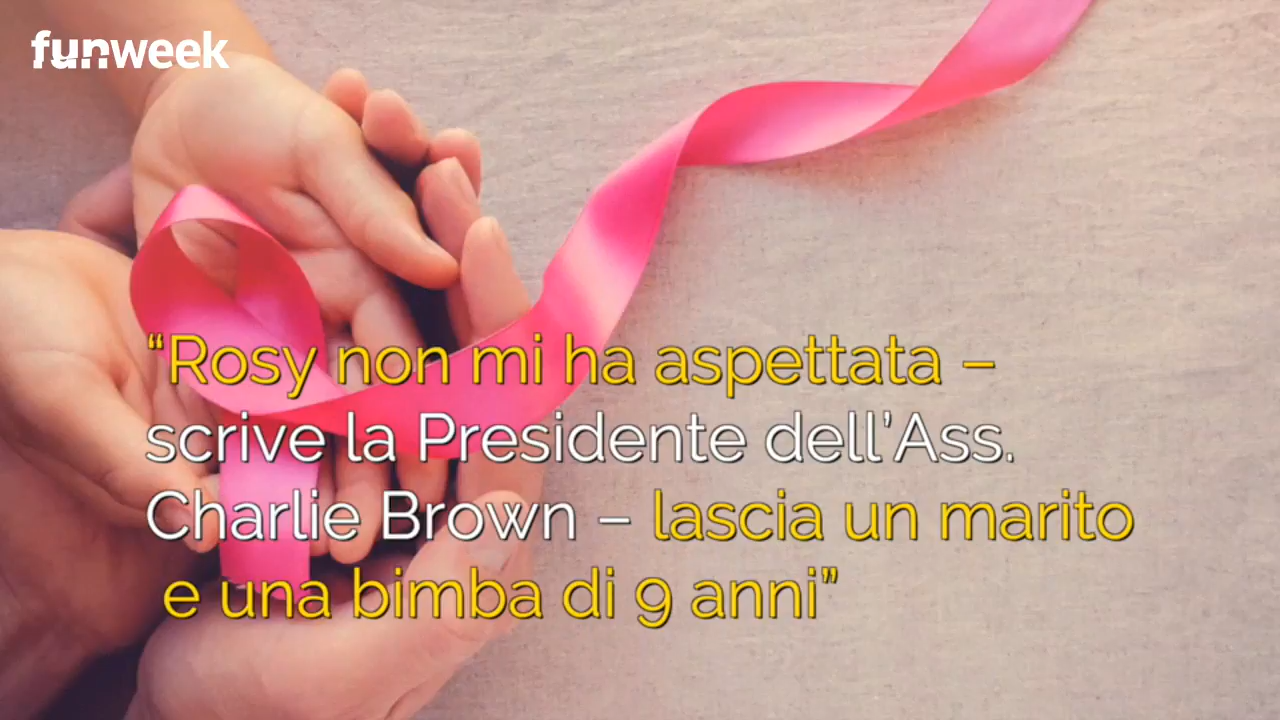 funweek
“Rosy non mi ha aspettata –
scrive la Presidente dell’Ass.
Charlie Brown – lascia un marito
e una bimba di 9 anni”